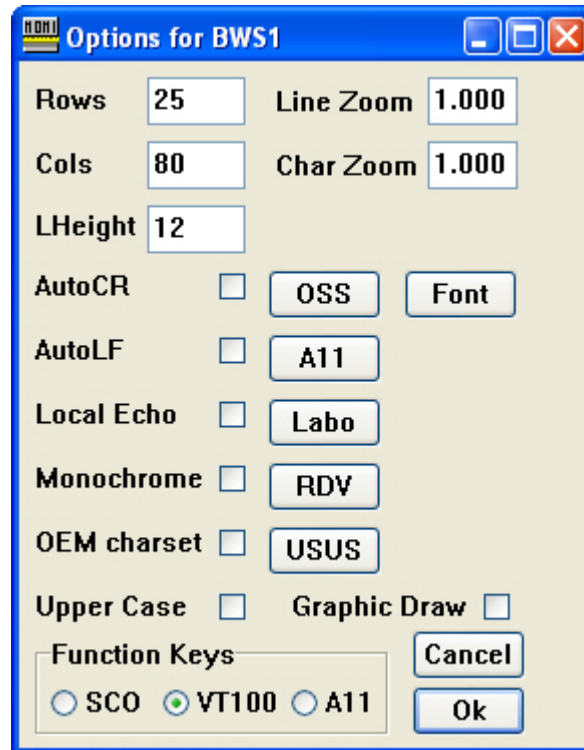 MOMI Options for BWS1
Rows 25 Line Zoom 1.000
Cols 80 Char Zoom 1.000
LHeight 12
AutoCR OSS Font
AutoLF A11
Local Echo Labo
Monochrome RDV
OEM charset USUS
Upper Case Graphic Draw
Function Keys Cancel
SCO VT100 A11 Ok